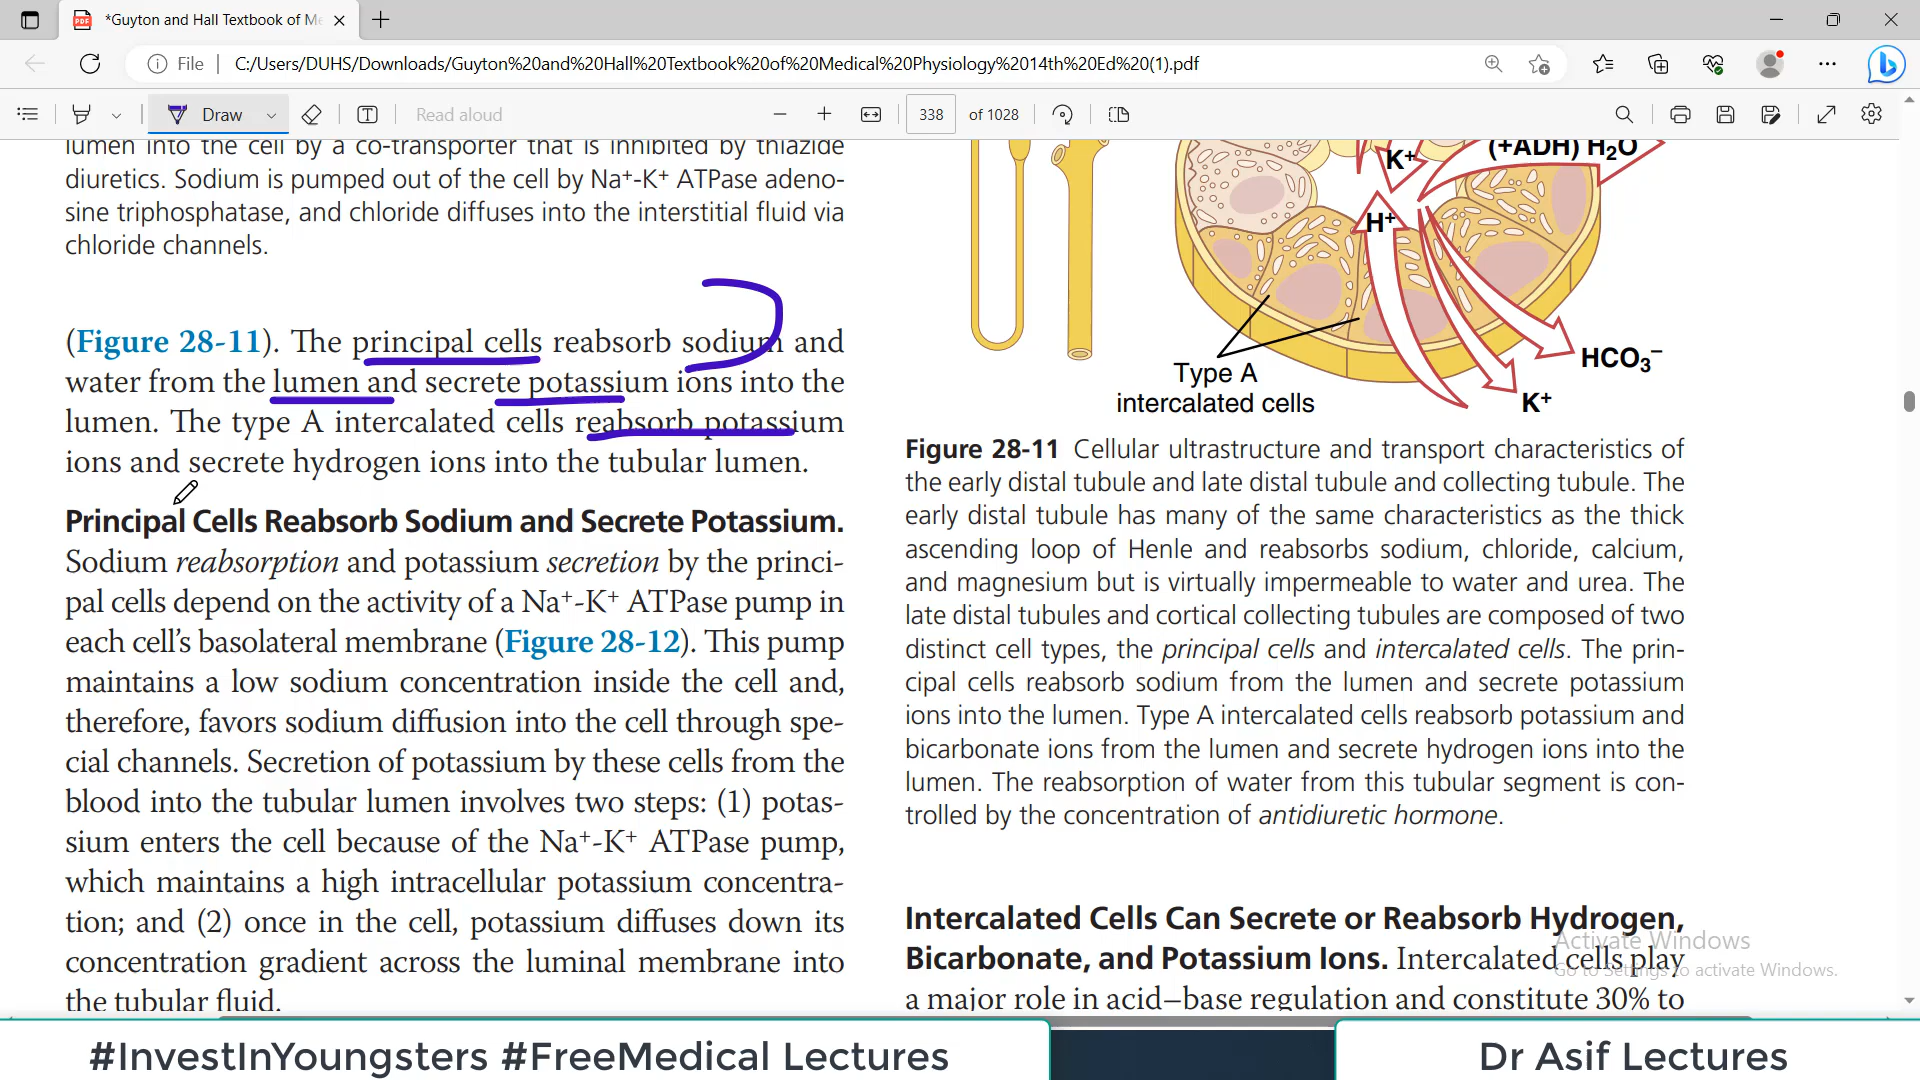 *Guyton and Hall Textbook of Me
File
C:/Users/DUHS/Downloads/Guyton%20and%20Hall%20Textbook%20of%20Medical%20Physiology%2014th%20Ed%20(1).pdf
Draw
Read aloud
338 of 1028
lumen into the cell by a co-transporter that is inhibited by thiazide
diuretics. Sodium is pumped out of the cell by Na+-K+ ATPase adeno-
sine triphosphatase, and chloride diffuses into the interstitial fluid via
chloride channels.
(Figure 28-11). The principal cells reabsorb sodium and
water from the lumen and secrete potassium ions into the
lumen. The type A intercalated cells reabsorb potassium
ions and secrete hydrogen ions into the tubular lumen.
Principal Cells Reabsorb Sodium and Secrete Potassium.
Sodium reabsorption and potassium secretion by the princi-
pal cells depend on the activity of a Na+-K+ ATPase pump in
each cell's basolateral membrane (Figure 28-12). This pump
maintains a low sodium concentration inside the cell and,
therefore, favors sodium diffusion into the cell through spe-
cial channels. Secretion of potassium by these cells from the
blood into the tubular lumen involves two steps: (1) potas-
sium enters the cell because of the Na+-K+ ATPase pump,
which maintains a high intracellular potassium concentra-
tion; and (2) once in the cell, potassium diffuses down its
concentration gradient across the luminal membrane into
the tubular fluid.
K+
(+ADH) H2O
H+
HCO3−
K+
Type A
intercalated cells
Figure 28-11 Cellular ultrastructure and transport characteristics of
the early distal tubule and late distal tubule and collecting tubule. The
early distal tubule has many of the same characteristics as the thick
ascending loop of Henle and reabsorbs sodium, chloride, calcium,
and magnesium but is virtually impermeable to water and urea. The
late distal tubules and cortical collecting tubules are composed of two
distinct cell types, the principal cells and intercalated cells. The prin-
cipal cells reabsorb sodium from the lumen and secrete potassium
ions into the lumen. Type A intercalated cells reabsorb potassium and
bicarbonate ions from the lumen and secrete hydrogen ions into the
lumen. The reabsorption of water from this tubular segment is con-
trolled by the concentration of antidiuretic hormone.
Intercalated Cells Can Secrete or Reabsorb Hydrogen,
Bicarbonate, and Potassium Ions. Intercalated cells play
a major role in acid–base regulation and constitute 30% to
Activate Windows
Go to Settings to activate Windows.
#InvestInYoungsters #FreeMedical Lectures
Dr Asif Lectures